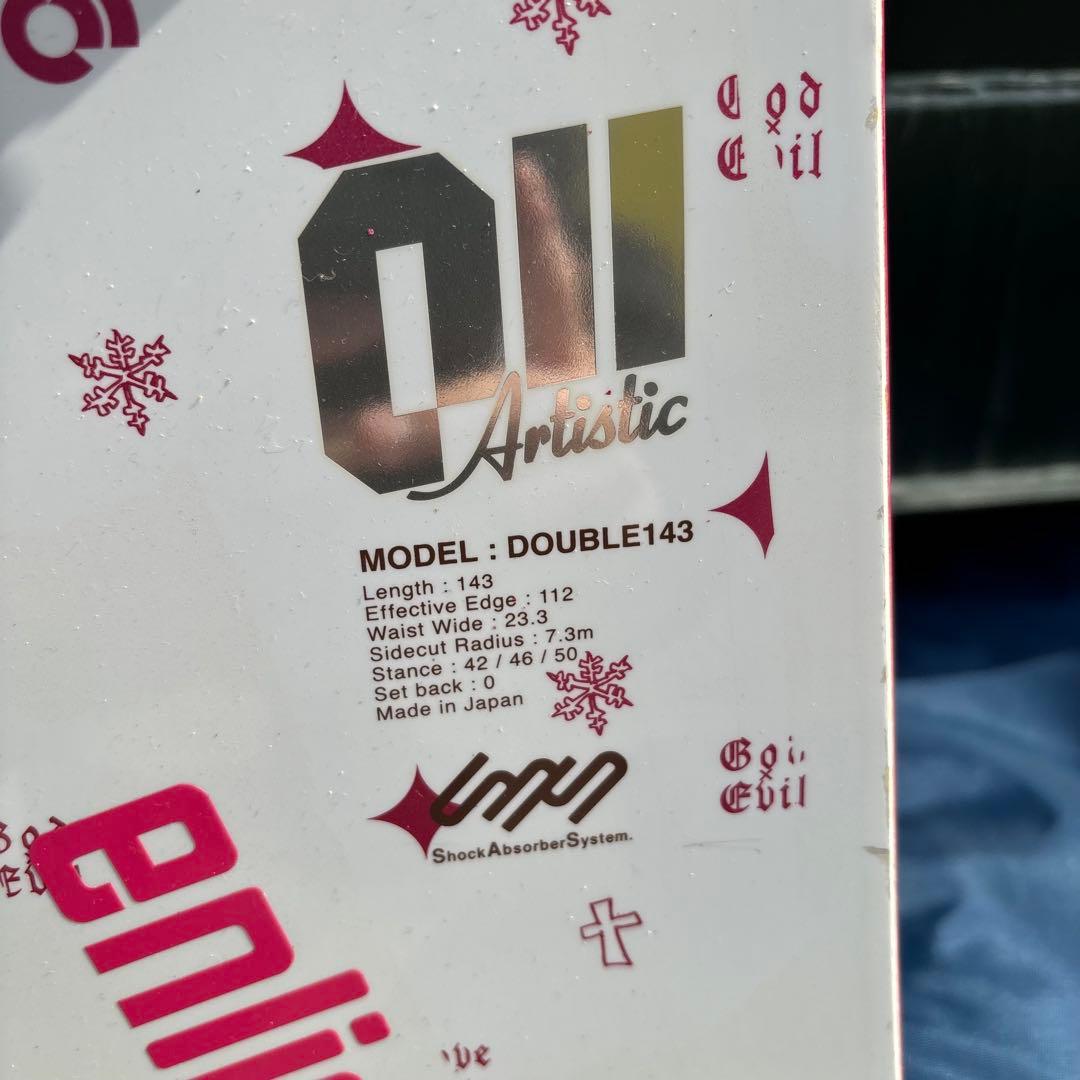 God
Evil
011
Artistic
MODEL : DOUBLE143
Length : 143
Effective Edge : 112
Waist Wide : 23.3
Sidecut Radius : 7.3m
Stance : 42 / 46 / 50
Set back : 0
Made in Japan
ShockAbsorberSystem.
Evil